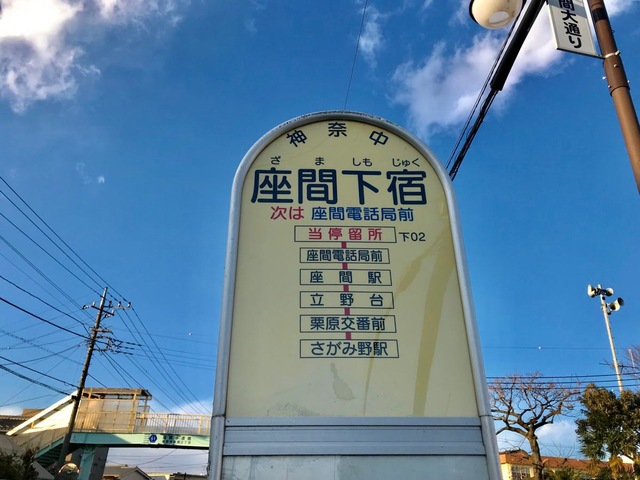 間大通り
神奈中
ざ ま しも じゅく
座間下宿
次は 座間電話局前
当停留所 下02
座間電話局前
座間駅
立野台
栗原交番前
さがみ野駅